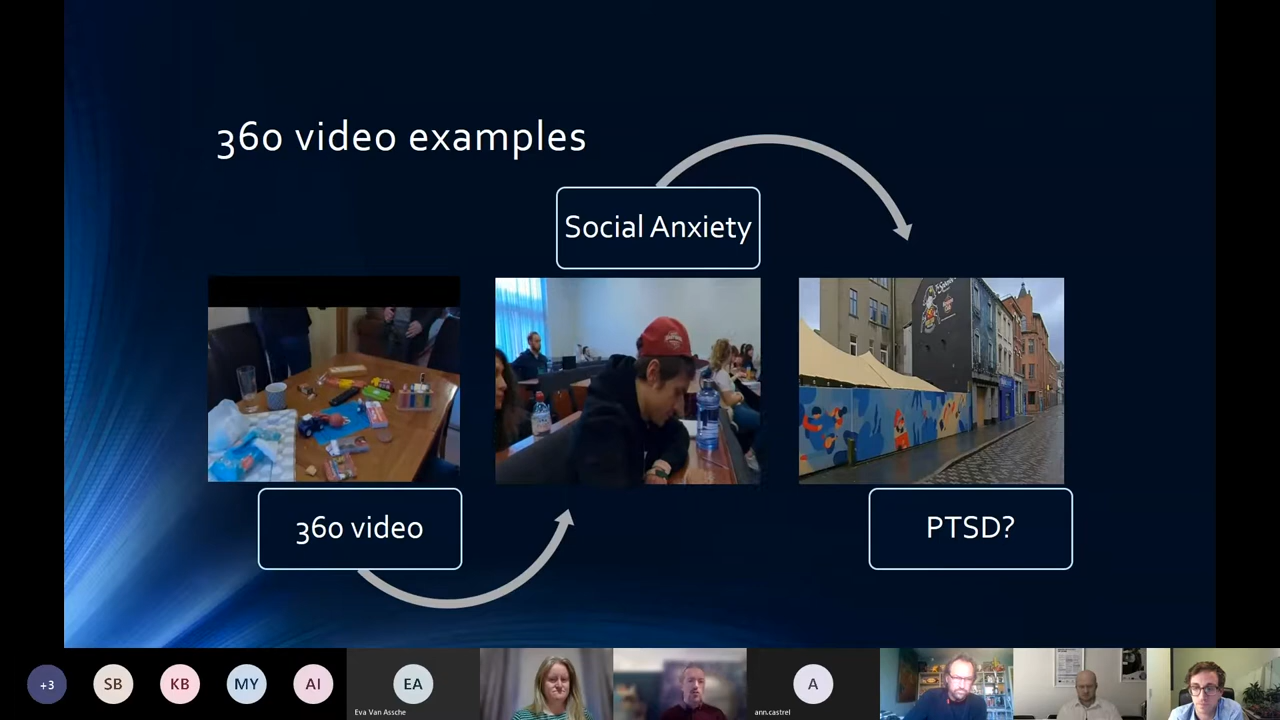 360 video examples
Social Anxiety
360 video
PTSD?
+3
SB
KB
MY
AI
EA
Eva Van Assche
A
ann.castrel